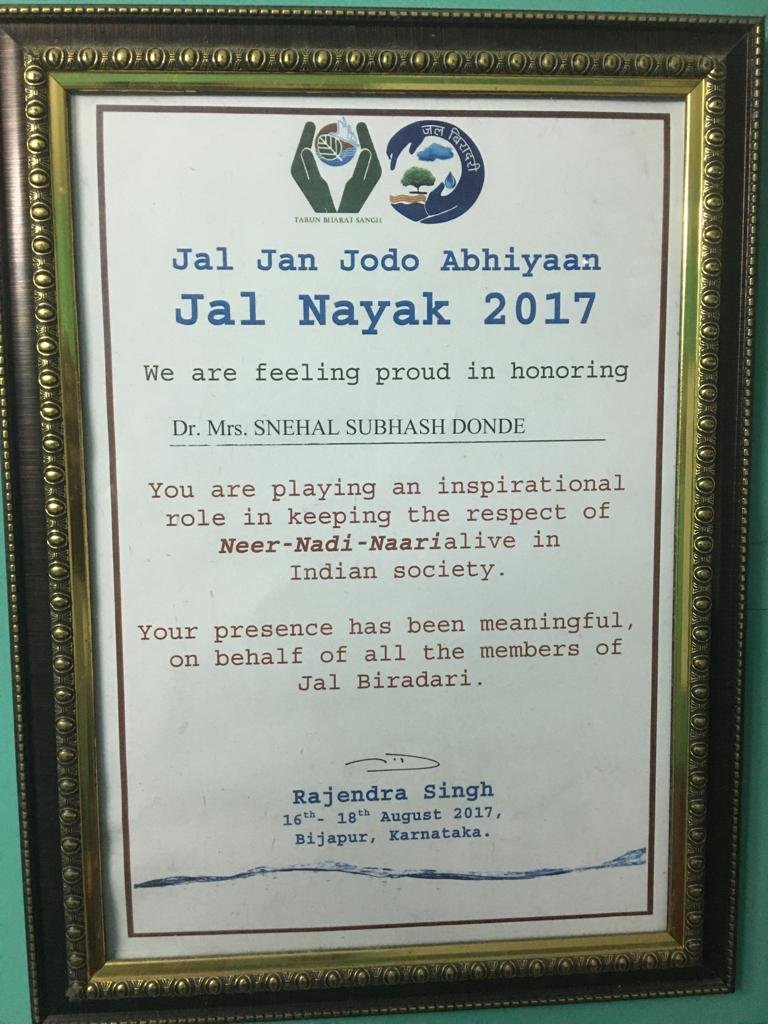 जल बिरादरी
TARUN BHARAT SANGH
Jal Jan Jodo Abhiyaan
Jal Nayak 2017
We are feeling proud in honoring
Dr. Mrs. SNEHAL SUBHASH DONDE
You are playing an inspirational
role in keeping the respect of
Neer-Nadi-Naarialive in
Indian society.
Your presence has been meaningful,
on behalf of all the members of
Jal Biradari.
Rajendra Singh
16th- 18th August 2017,
Bijapur, Karnataka.